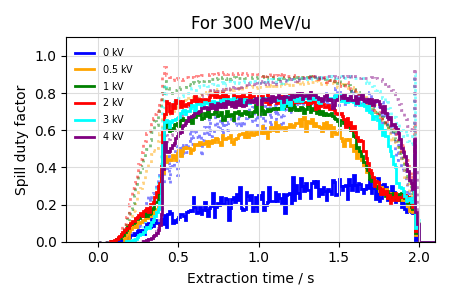 For 300 MeV/u
Spill duty factor
1.0
0.8
0.6
0.4
0.2
0.0
0 kV
0.5 kV
1 kV
2 kV
3 kV
4 kV
0.0 0.5 1.0 1.5 2.0
Extraction time / s